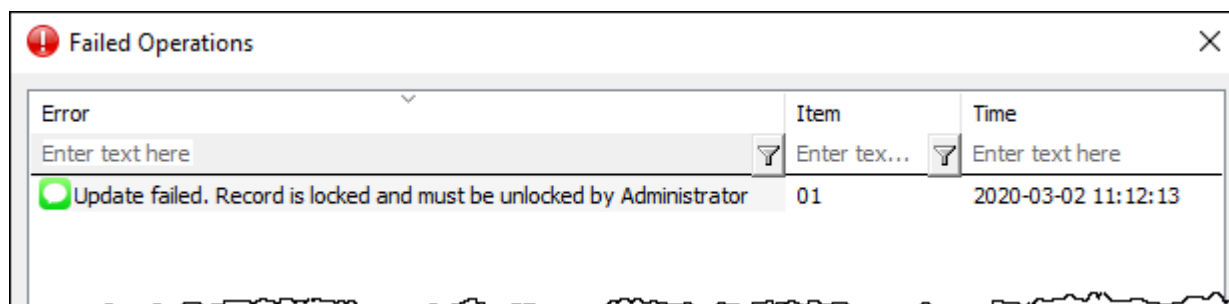 Failed Operations
Error Item Time
Enter text here Enter tex... Enter text here
Update failed. Record is locked and must be unlocked by Administrator 01 2020-03-02 11:12:13